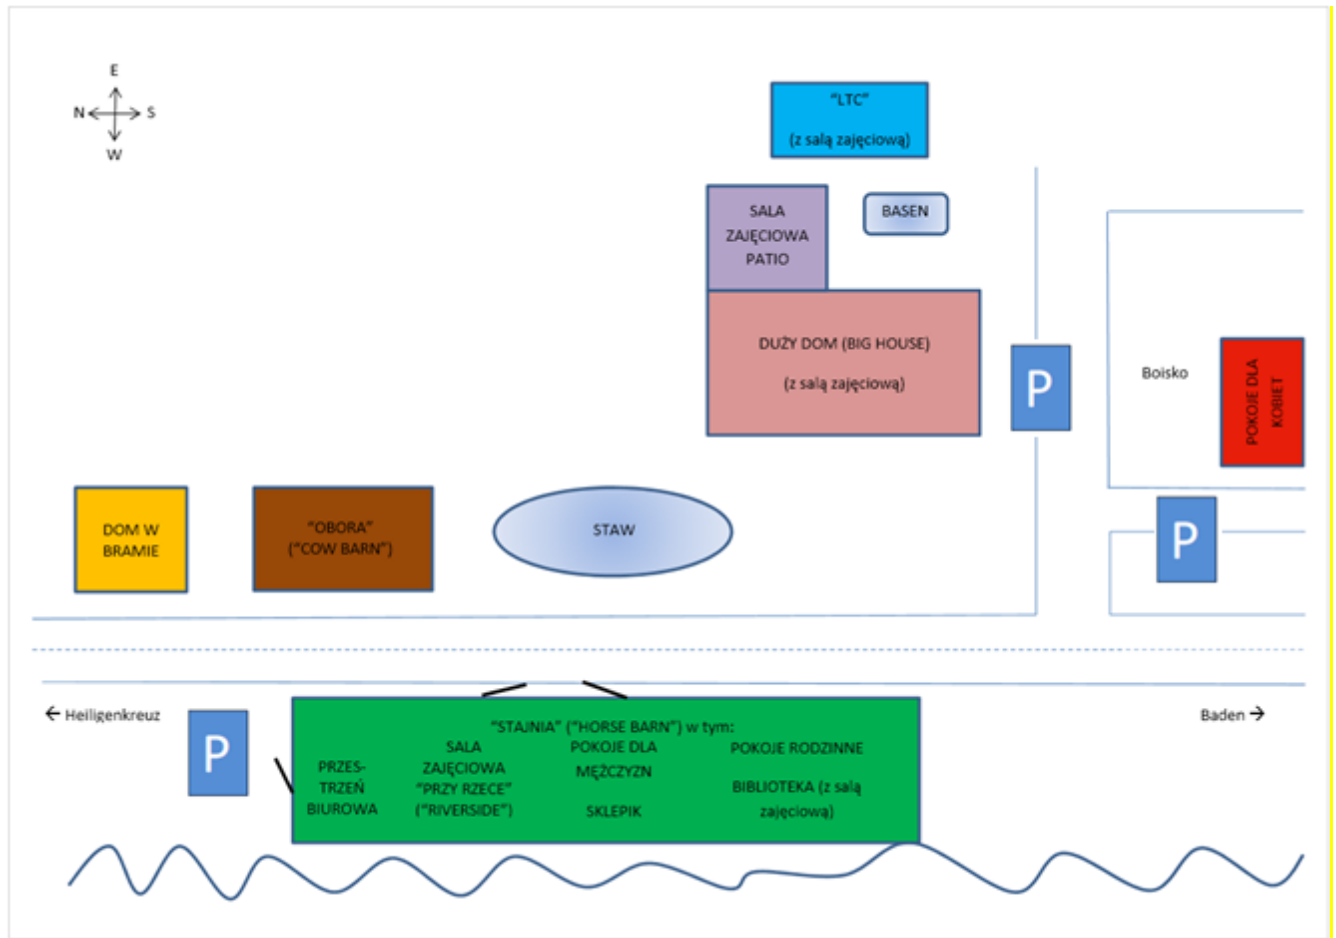 E
N S
W
"LTC"
(z salą zajęciową)
SALA
ZAJĘCIOWA
PATIO
BASEN
DUŻY DOM (BIG HOUSE)
(z salą zajęciową)
P
Boisko
POKOJE DLA
KOBIET
DOM W
BRAMIE
"OBORA"
("COW BARN")
STAW
P
← Heiligenkreuz
Baden →
P
"STAJNIA" ("HORSE BARN") w tym:
PRZES-
TRZEŃ
BIUROWA
SALA
ZAJĘCIOWA
"PRZY RZECE"
("RIVERSIDE")
POKOJE DLA
MĘŻCZYZN
SKLEPIK
POKOJE RODZINNE
BIBLIOTEKA (z salą
zajęciową)